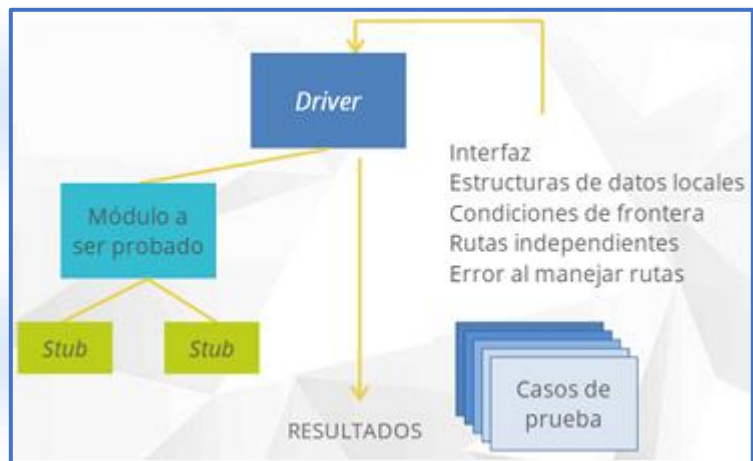 Driver
Interfaz
Estructuras de datos locales
Condiciones de frontera
Rutas independientes
Error al manejar rutas
Módulo a
ser probado
Stub
Stub
Casos de
prueba
RESULTADOS